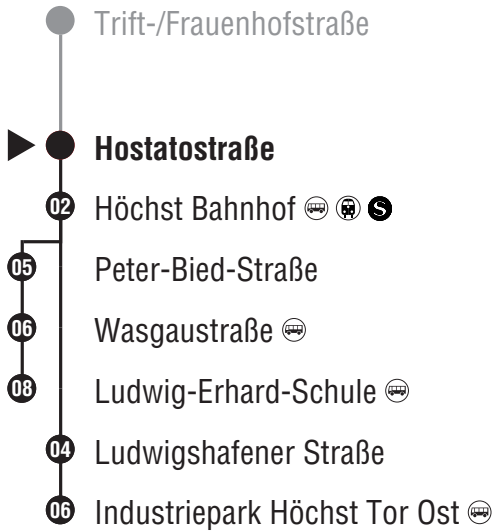 Trift-/Frauenhofstraße
Hostatostraße
02 Höchst Bahnhof S
05 Peter-Bied-Straße
06 Wasgaustraße
08 Ludwig-Erhard-Schule
04 Ludwigshafener Straße
06 Industriepark Höchst Tor Ost